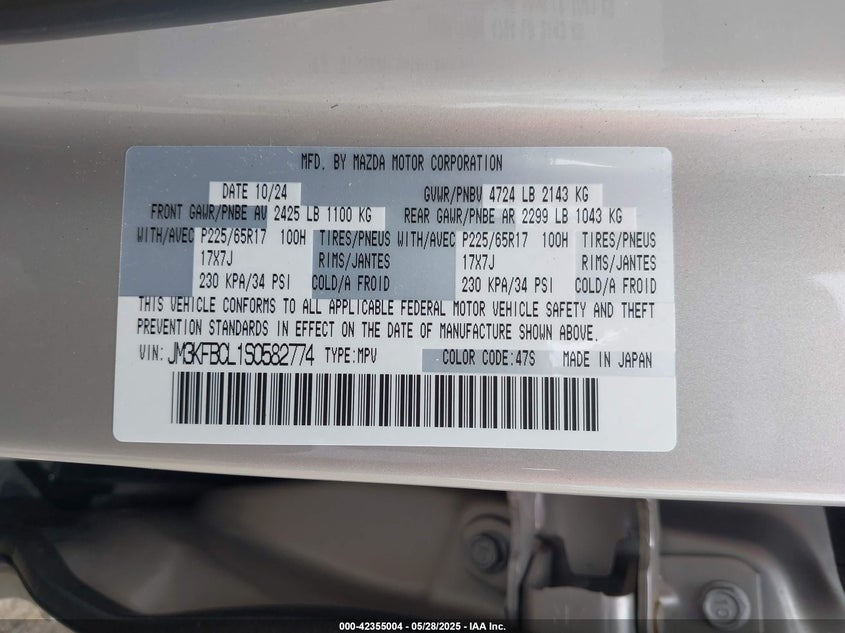 MFD. BY MAZDA MOTOR CORPORATION
DATE 10/24 GVWR/PNBV 4724 LB 2143 KG
FRONT GAWR/PNBE AV 2425 LB 1100 KG REAR GAWR/PNBE AR 2299 LB 1043 KG
WITH/AVEC P225/65R17 100H TIRES/PNEUS WITH/AVEC P225/65R17 100H TIRES/PNEUS
17X7J RIMS/JANTES 17X7J RIMS/JANTES
230 KPA/34 PSI COLD/A FROID 230 KPA/34 PSI COLD/A FROID
THIS VEHICLE CONFORMS TO ALL APPLICABLE FEDERAL MOTOR VEHICLE SAFETY AND THEFT
PREVENTION STANDARDS IN EFFECT ON THE DATE OF MANUFACTURE SHOWN ABOVE.
VIN: JM3KFBCL1S0582774 TYPE:MPV COLOR CODE:47S MADE IN JAPAN
000-42355004 - 05/28/2025 - IAA Inc.